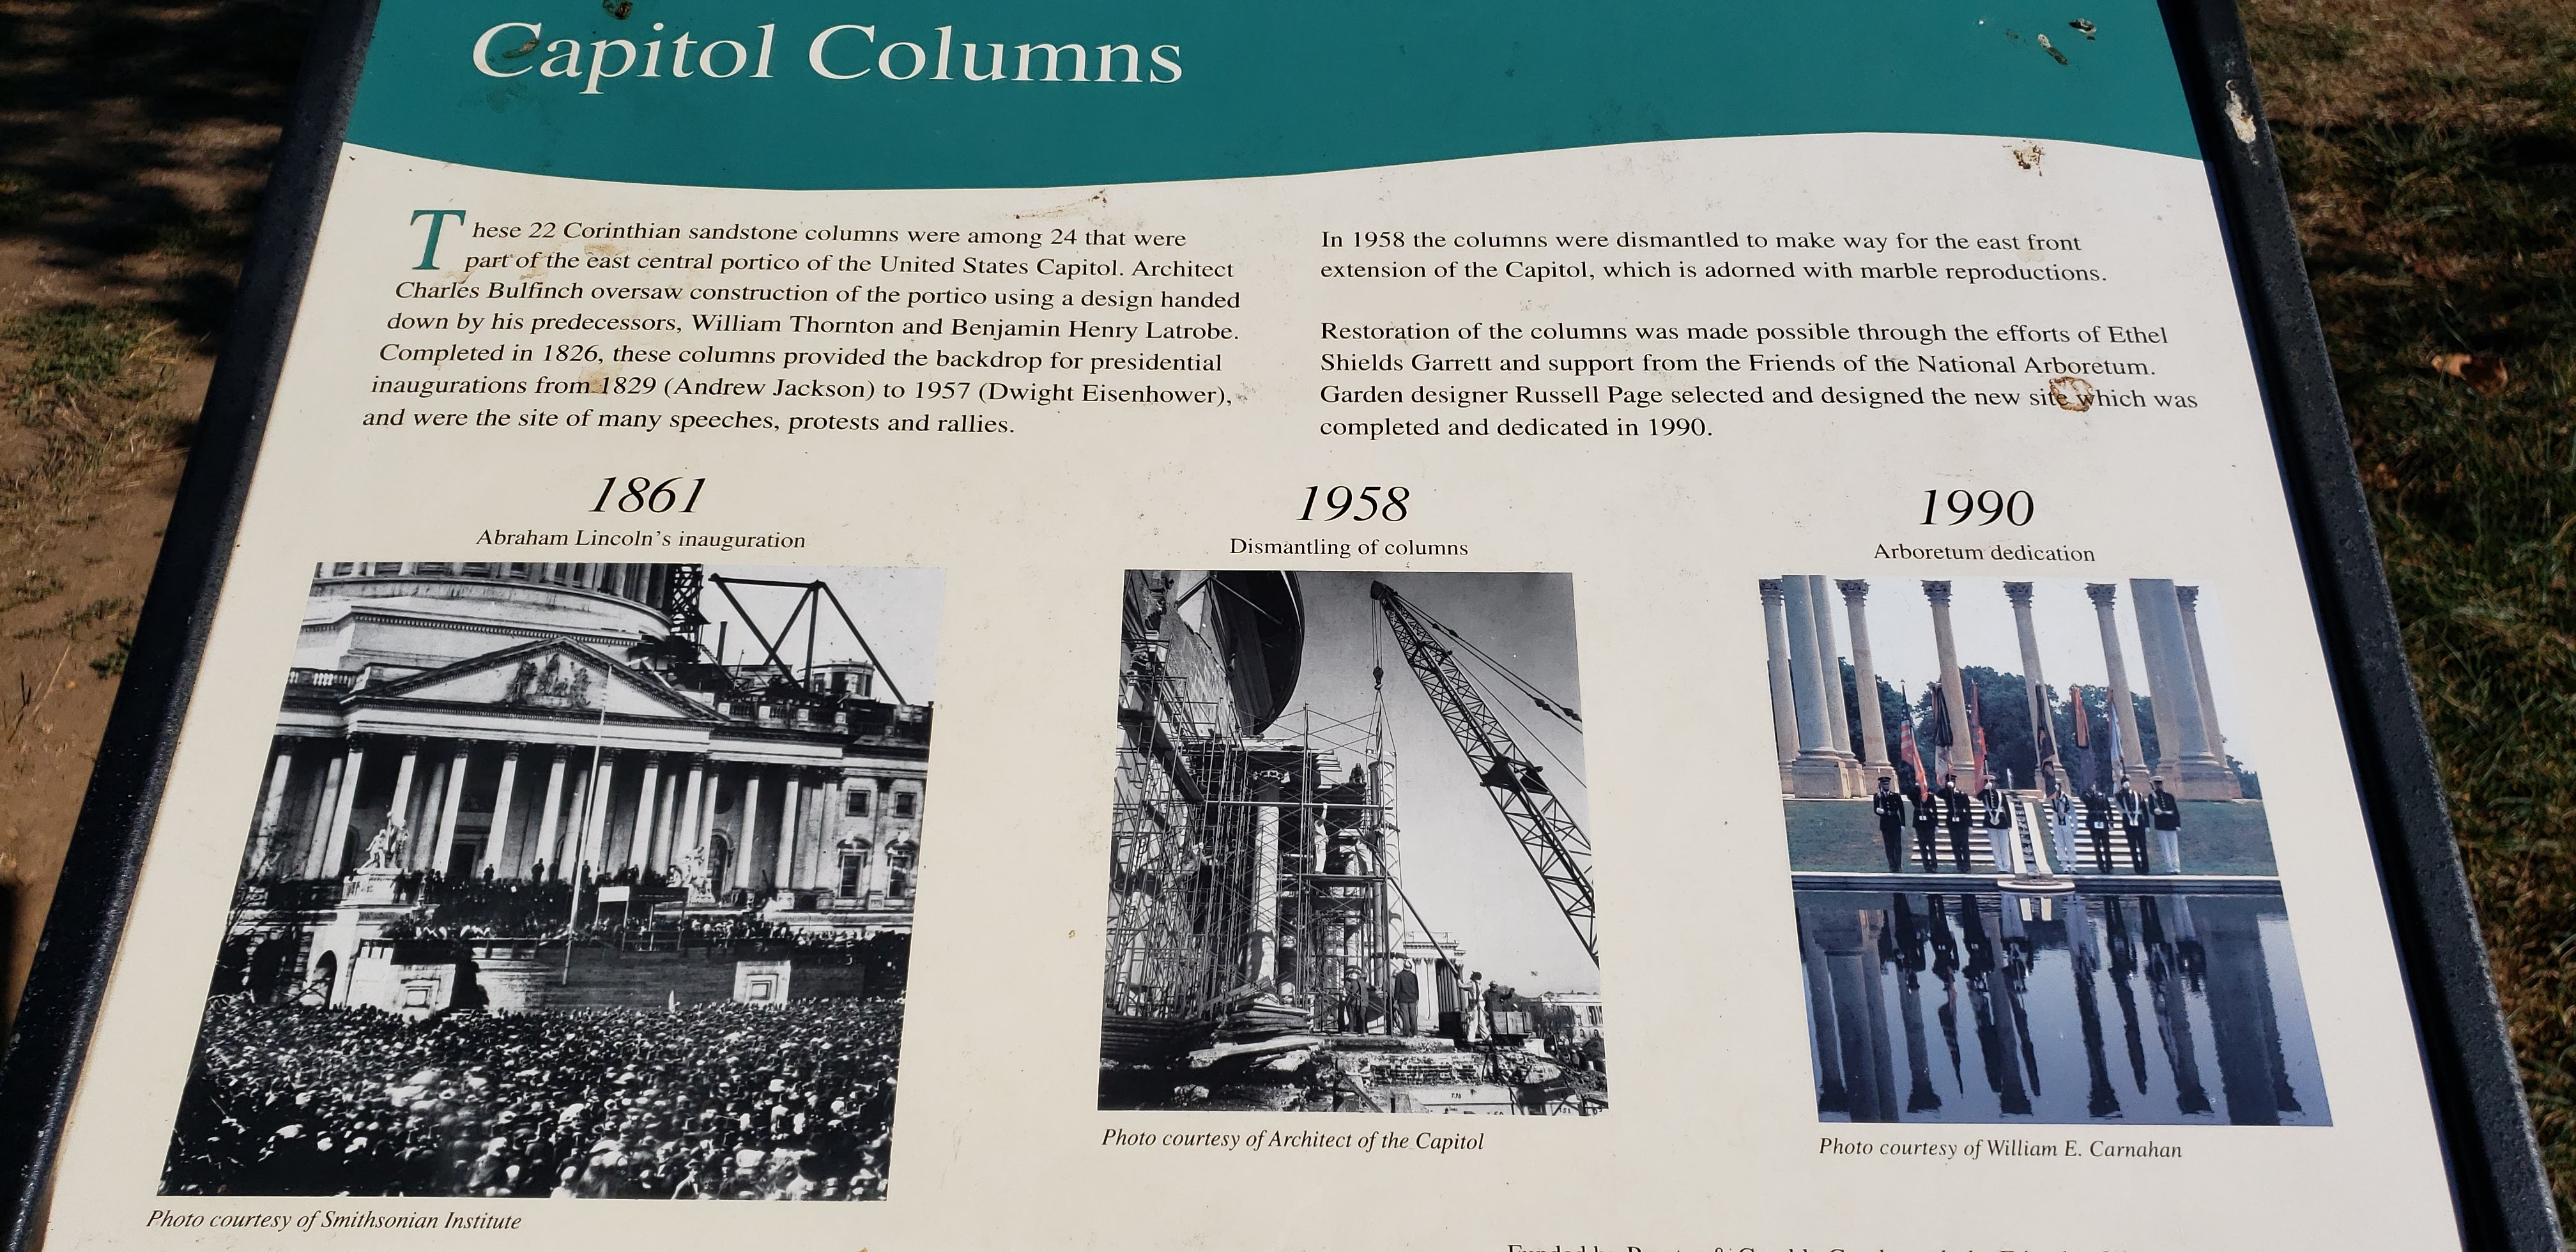 Capitol Columns
These 22 Corinthian sandstone columns were among 24 that were
part of the east central portico of the United States Capitol. Architect
Charles Bulfinch oversaw construction of the portico using a design handed
down by his predecessors, William Thornton and Benjamin Henry Latrobe.
Completed in 1826, these columns provided the backdrop for presidential
inaugurations from 1829 (Andrew Jackson) to 1957 (Dwight Eisenhower),
and were the site of many speeches, protests and rallies.
In 1958 the columns were dismantled to make way for the east front
extension of the Capitol, which is adorned with marble reproductions.
Restoration of the columns was made possible through the efforts of Ethel
Shields Garrett and support from the Friends of the National Arboretum.
Garden designer Russell Page selected and designed the new site which was
completed and dedicated in 1990.
1861
Abraham Lincoln's inauguration
Photo courtesy of Smithsonian Institute
1958
Dismantling of columns
Photo courtesy of Architect of the Capitol
1990
Arboretum dedication
Photo courtesy of William E. Carnahan